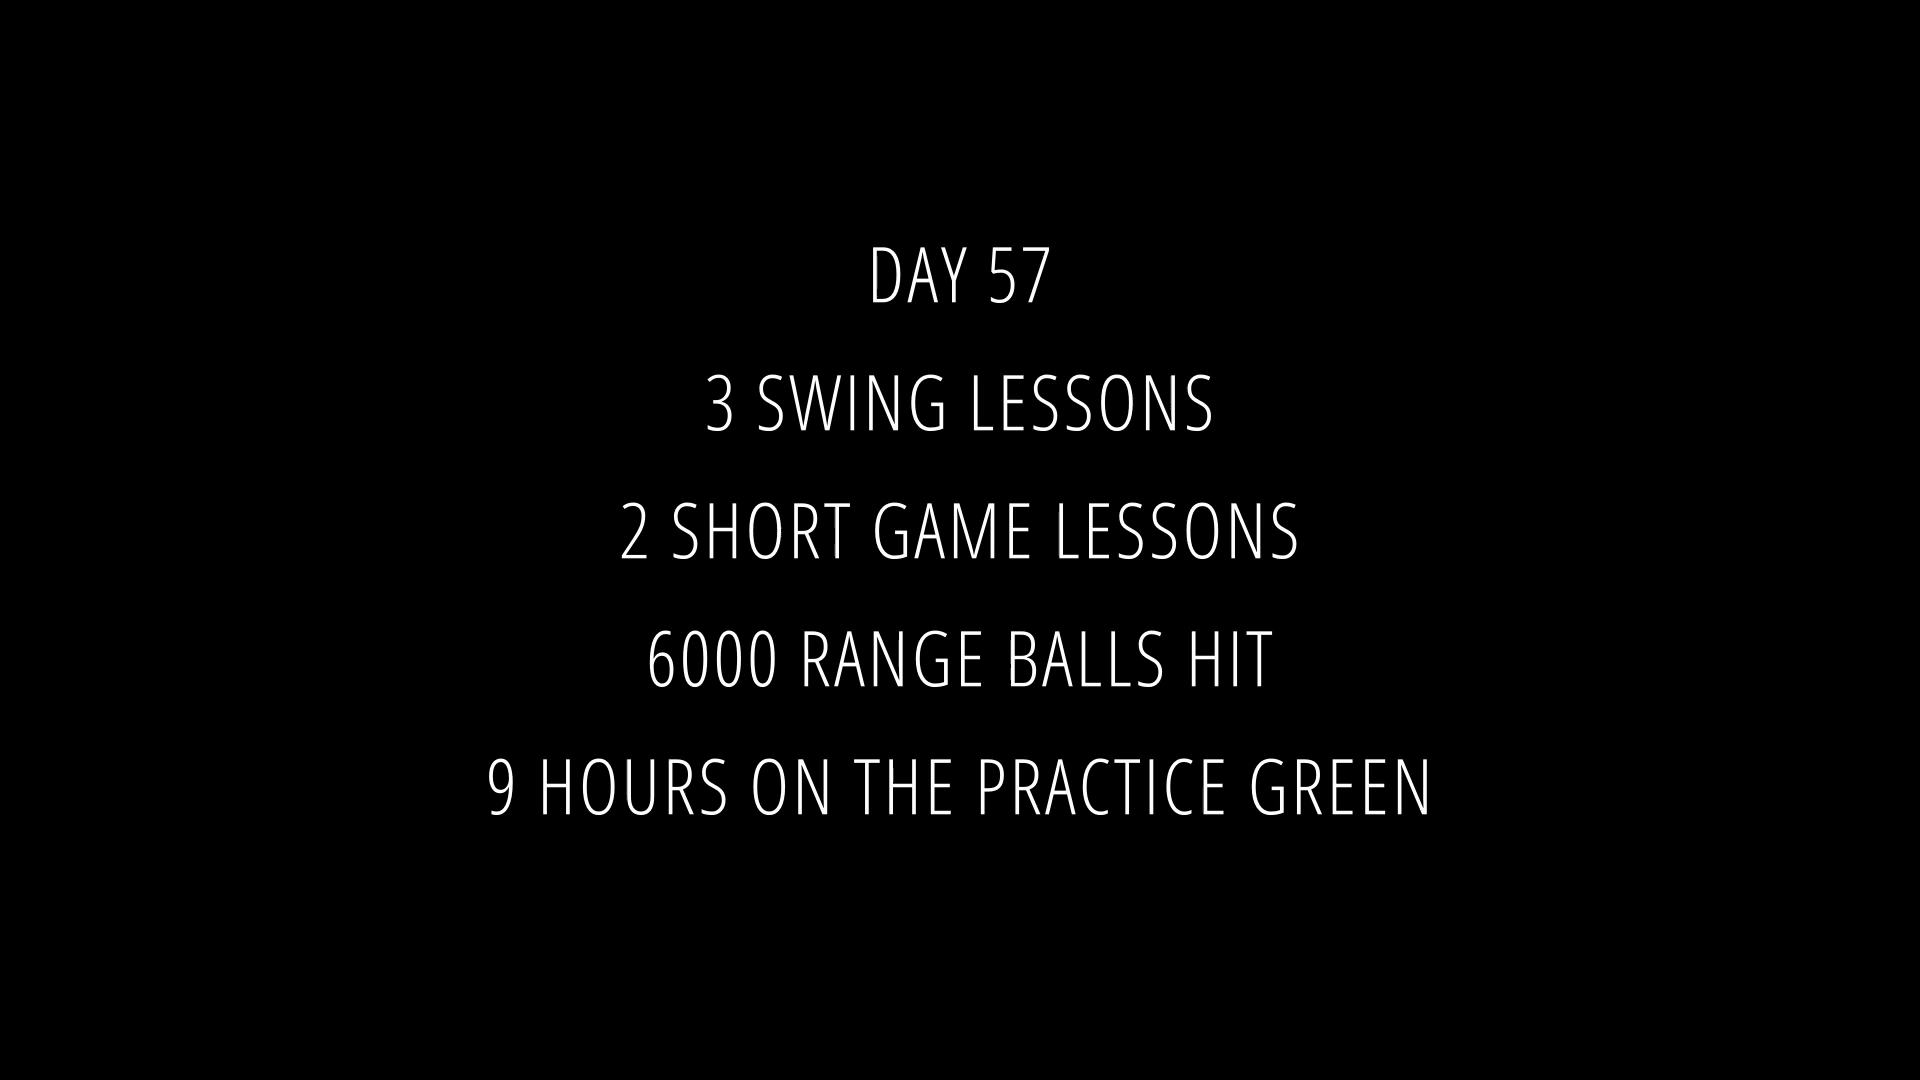 DAY 57
3 SWING LESSONS
2 SHORT GAME LESSONS
6000 RANGE BALLS HIT
9 HOURS ON THE PRACTICE GREEN